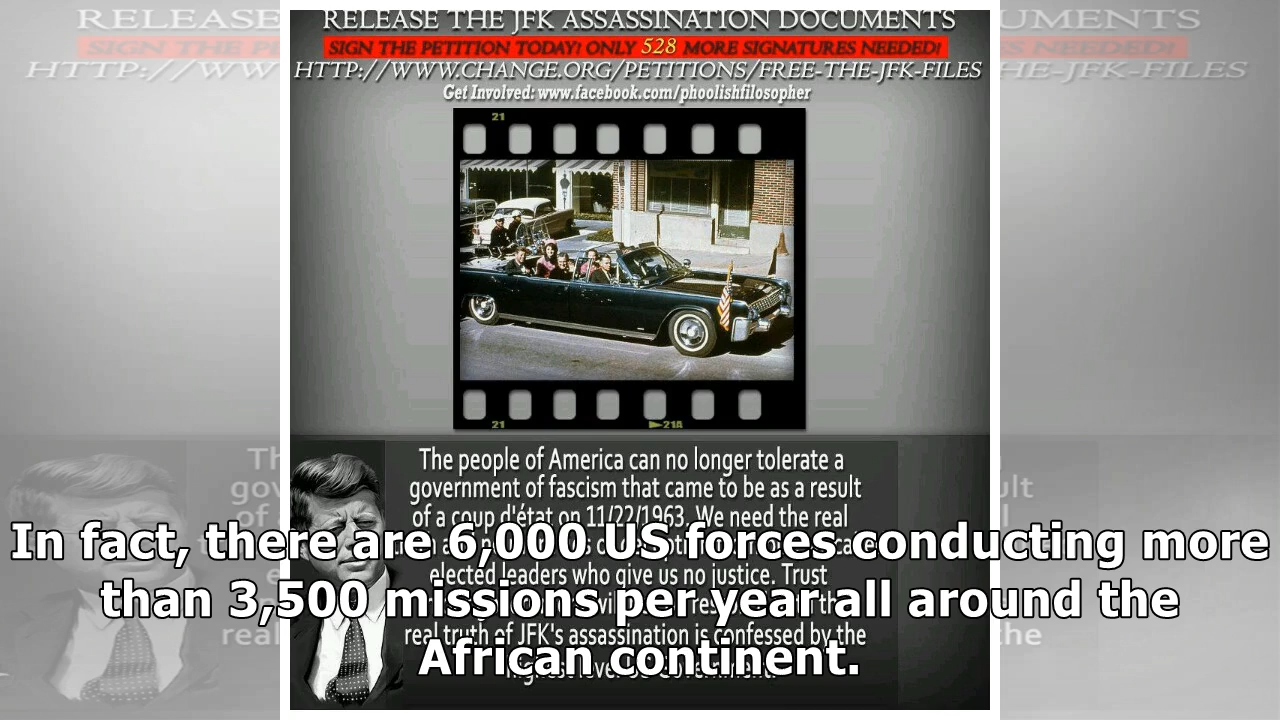 RELEASE THE JFK ASSASSINATION DOCUMENTS
SIGN THE PETITION TODAY! ONLY 528 MORE SIGNATURES NEEDED!
HTTP://WWW.CHANGE.ORG/PETITIONS/FREE-THE-JFK-FILES
Get Involved: www.facebook.com/phoolishfilosopher
21
21
21A
The people of America can no longer tolerate a
government of fascism that came to be as a result
of a coup d'état on 11/22/1963. We need the real
elected leaders who give us no justice. Trust
real truth of JFK's assassination is confessed by the
In fact, there are 6,000 US forces conducting more
than 3,500 missions per year all around the
African continent.